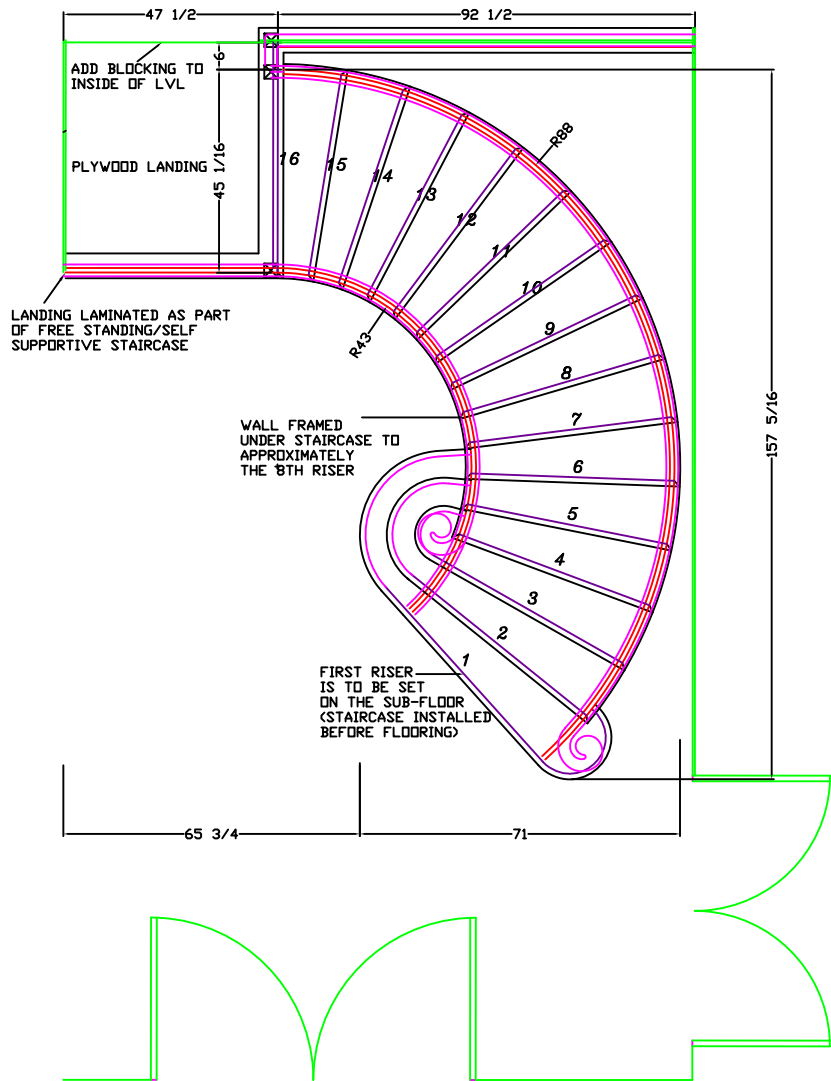 47 1/2
92 1/2
ADD BLOCKING TO
INSIDE OF LVL
6
PLYWOOD LANDING
45 1/16
R88
16
15
14
13
12
11
10
9
8
7
6
5
4
3
2
1
LANDING LAMINATED AS PART
OF FREE STANDING/SELF
SUPPORTIVE STAIRCASE
R43
WALL FRAMED
UNDER STAIRCASE TO
APPROXIMATELY
THE 8TH RISER
157 5/16
FIRST RISER
IS TO BE SET
ON THE SUB-FLOOR
(STAIRCASE INSTALLED
BEFORE FLOORING)
65 3/4
71